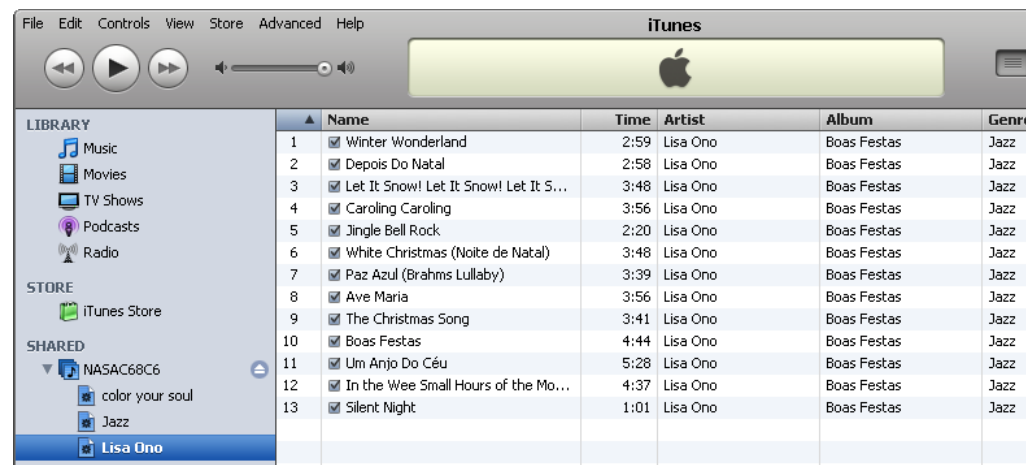 File Edit Controls View Store Advanced Help
iTunes
LIBRARY
Music
Movies
TV Shows
Podcasts
Radio
STORE
iTunes Store
SHARED
NASAC68C6
color your soul
Jazz
Lisa Ono
Name Time Artist Album Genre
1 Winter Wonderland 2:59 Lisa Ono Boas Festas Jazz
2 Depois Do Natal 2:58 Lisa Ono Boas Festas Jazz
3 Let It Snow! Let It Snow! Let It S... 3:48 Lisa Ono Boas Festas Jazz
4 Caroling Caroling 3:56 Lisa Ono Boas Festas Jazz
5 Jingle Bell Rock 2:20 Lisa Ono Boas Festas Jazz
6 White Christmas (Noite de Natal) 3:48 Lisa Ono Boas Festas Jazz
7 Paz Azul (Brahms Lullaby) 3:39 Lisa Ono Boas Festas Jazz
8 Ave Maria 3:56 Lisa Ono Boas Festas Jazz
9 The Christmas Song 3:41 Lisa Ono Boas Festas Jazz
10 Boas Festas 4:44 Lisa Ono Boas Festas Jazz
11 Um Anjo Do Céu 5:28 Lisa Ono Boas Festas Jazz
12 In the Wee Small Hours of the Mo... 4:37 Lisa Ono Boas Festas Jazz
13 Silent Night 1:01 Lisa Ono Boas Festas Jazz